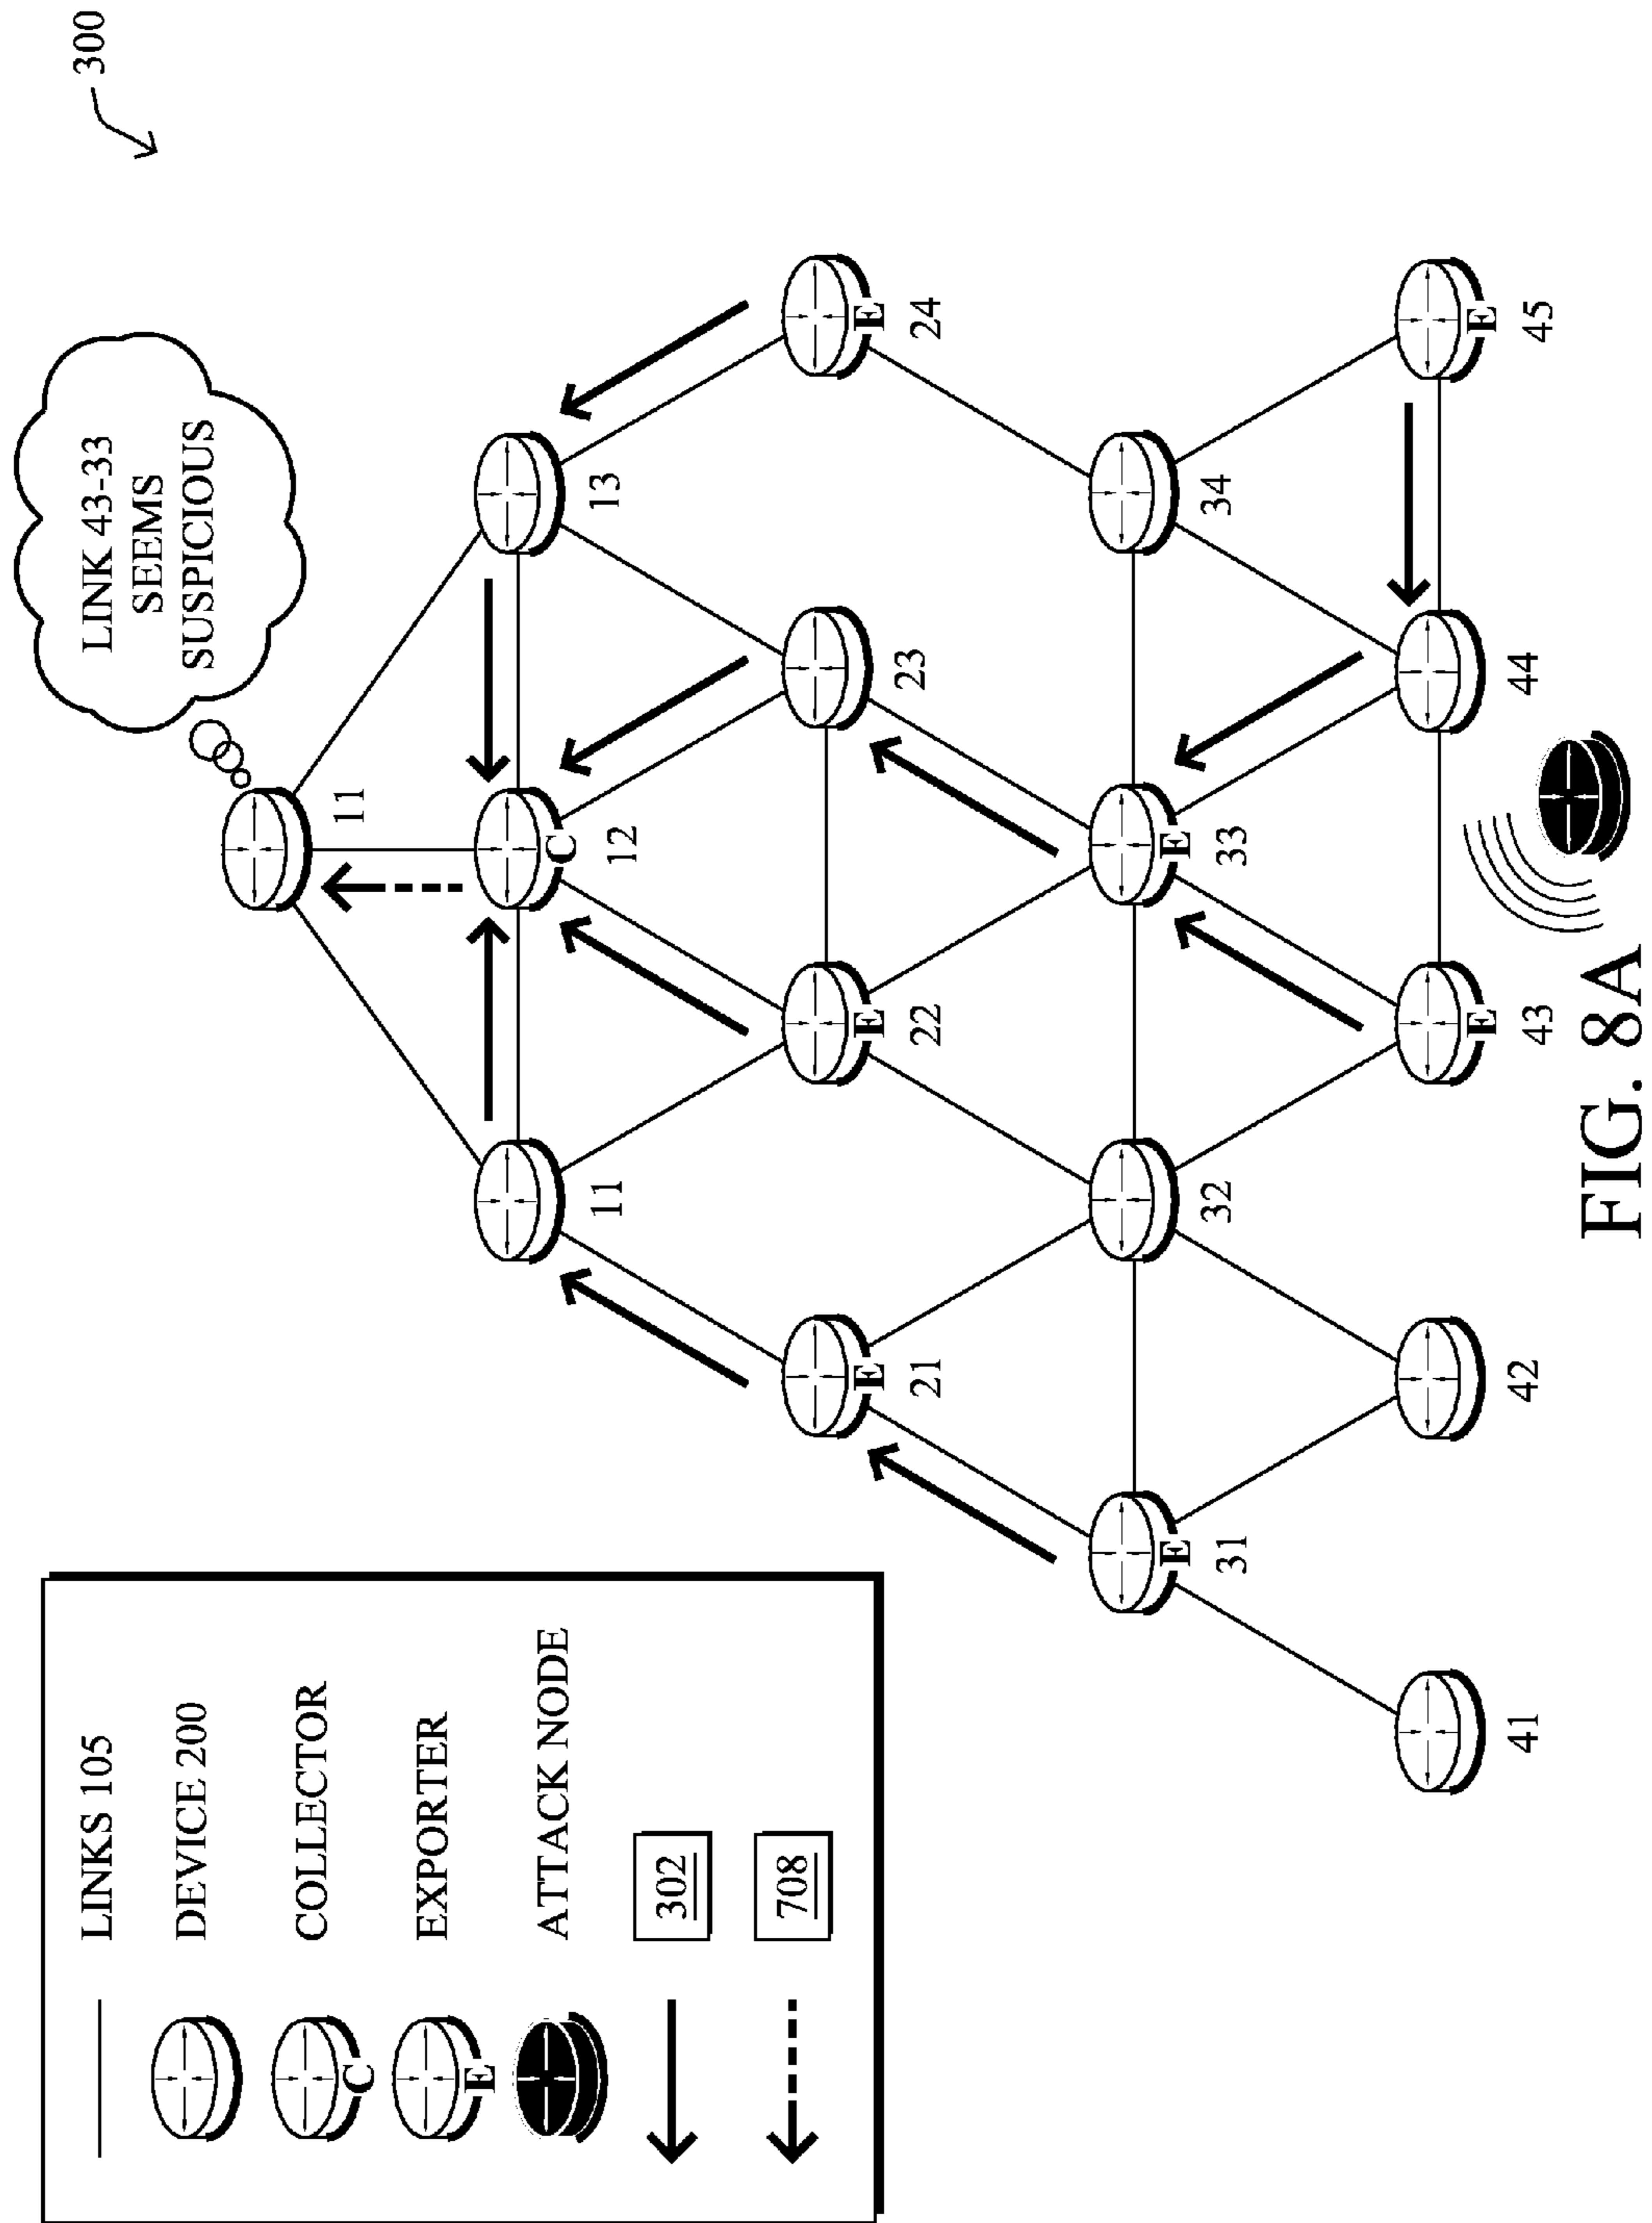 LINKS 105
DEVICE 200
C
COLLECTOR
E
EXPORTER
ATTACK NODE
302
708
LINK 43-33
SEEMS
SUSPICIOUS
300
11
C
11
12
13
E
E
E
21
22
23
24
E
E
31
32
33
34
E
E
41
42
43
44
45
FIG. 8A